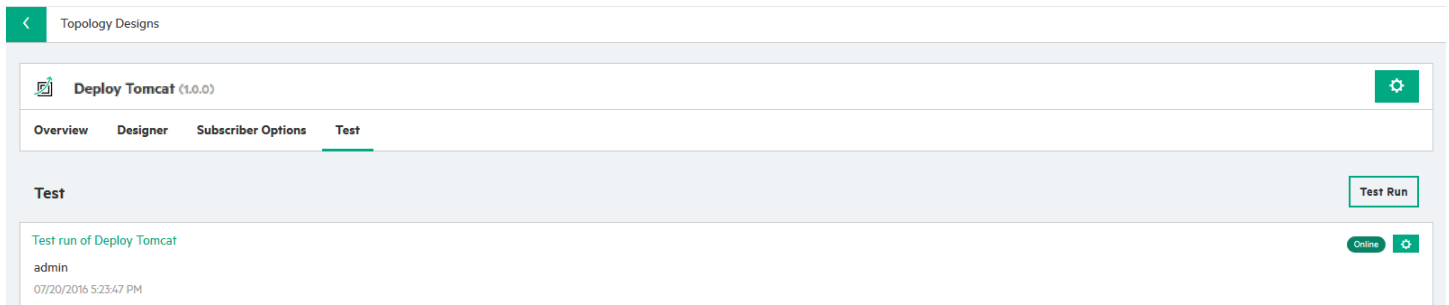 Topology Designs
Deploy Tomcat (1.0.0)
Overview Designer Subscriber Options Test
Test Test Run
Test run of Deploy Tomcat Online
admin
07/20/2016 5:23:47 PM